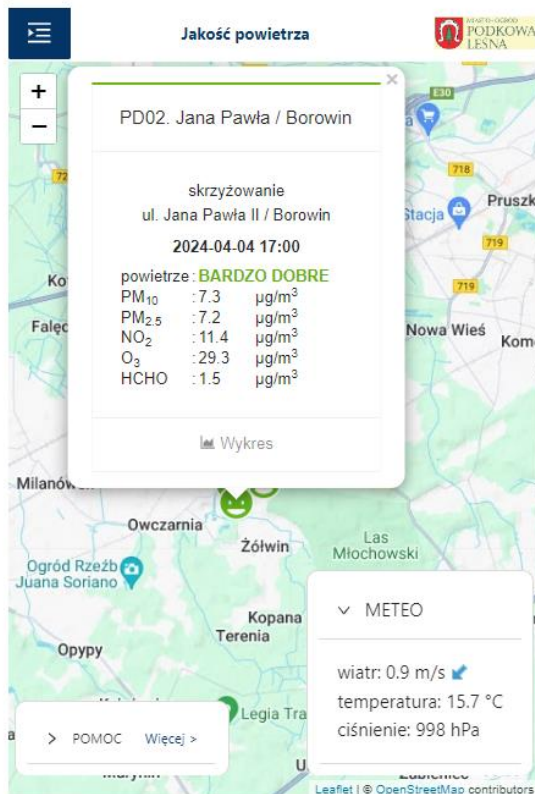 Jakość powietrza
MIASTO-OGRÓD
PODKOWA
LEŚNA
+
−
×
PD02. Jana Pawła / Borowin
skrzyżowanie
ul. Jana Pawła II / Borowin
2024-04-04 17:00
powietrze : BARDZO DOBRE
PM10 : 7.3 µg/m³
PM2.5 : 7.2 µg/m³
NO2 : 11.4 µg/m³
O3 : 29.3 µg/m³
HCHO : 1.5 µg/m³
Wykres
E30
718
Pruszk
Stacja
719
719
72
Ko
Falęc
Nowa Wieś
Kom
Milanów
Owczarnia
Żółwin
Las
Młochowski
Ogród Rzeźb
Juana Soriano
Kopana
Terenia
Opypy
Legia Tra
METEO
wiatr: 0.9 m/s
temperatura: 15.7 °C
ciśnienie: 998 hPa
POMOC Więcej >
Leaflet | © OpenStreetMap contributors